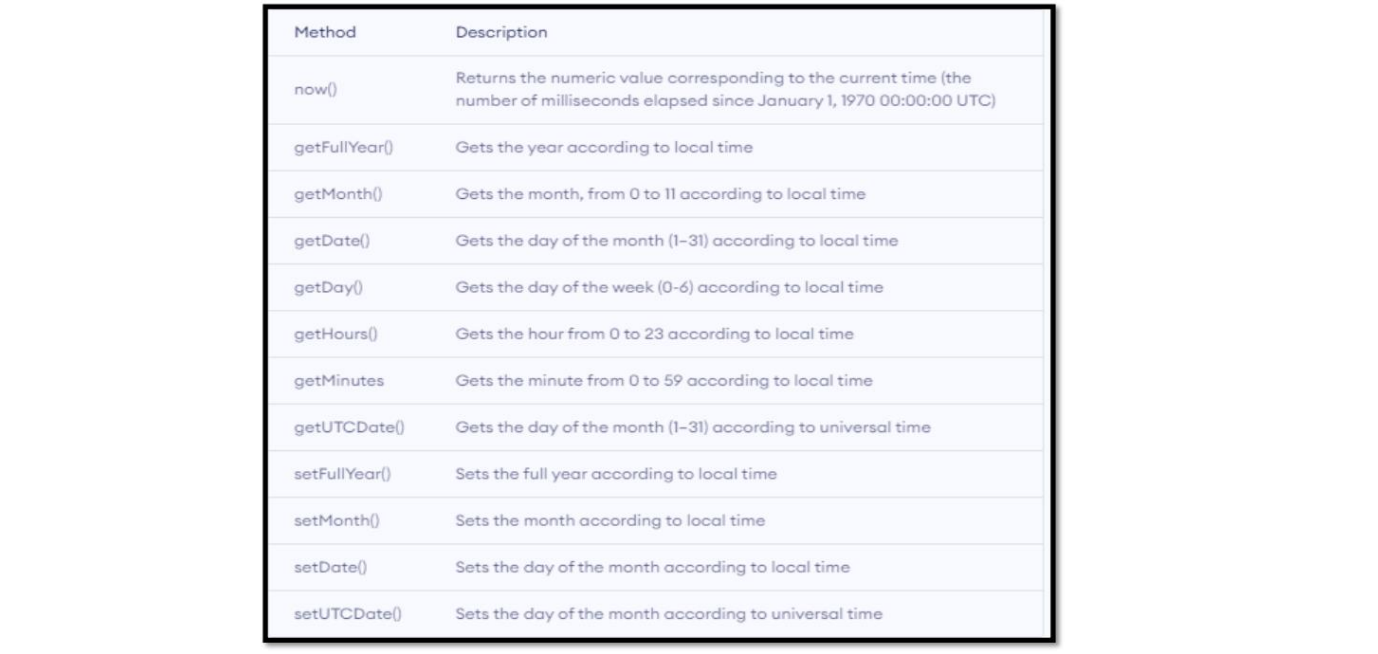 Method Description
now() Returns the numeric value corresponding to the current time (the
number of milliseconds elapsed since January 1, 1970 00:00:00 UTC)
getFullYear() Gets the year according to local time
getMonth() Gets the month, from 0 to 11 according to local time
getDate() Gets the day of the month (1–31) according to local time
getDay() Gets the day of the week (0-6) according to local time
getHours() Gets the hour from 0 to 23 according to local time
getMinutes Gets the minute from 0 to 59 according to local time
getUTCDate() Gets the day of the month (1–31) according to universal time
setFullYear() Sets the full year according to local time
setMonth() Sets the month according to local time
setDate() Sets the day of the month according to local time
setUTCDate() Sets the day of the month according to universal time